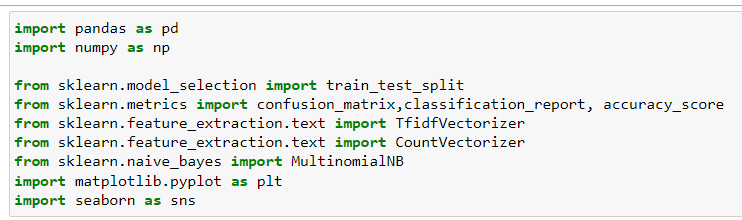 import pandas as pd
import numpy as np
from sklearn.model_selection import train_test_split
from sklearn.metrics import confusion_matrix,classification_report, accuracy_score
from sklearn.feature_extraction.text import TfidfVectorizer
from sklearn.feature_extraction.text import CountVectorizer
from sklearn.naive_bayes import MultinomialNB
import matplotlib.pyplot as plt
import seaborn as sns